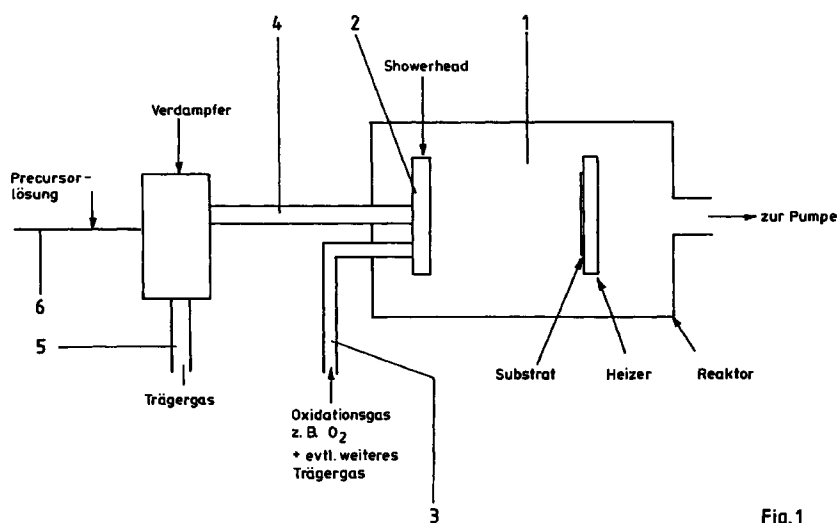 4
2
1
Showerhead
Verdampfer
Precursor-
lösung
zur Pumpe
6
5
Trägergas
Substrat
Heizer
Reaktor
Oxidationsgas
z. B. O₂
+ evtl. weiteres
Trägergas
3
Fig.1